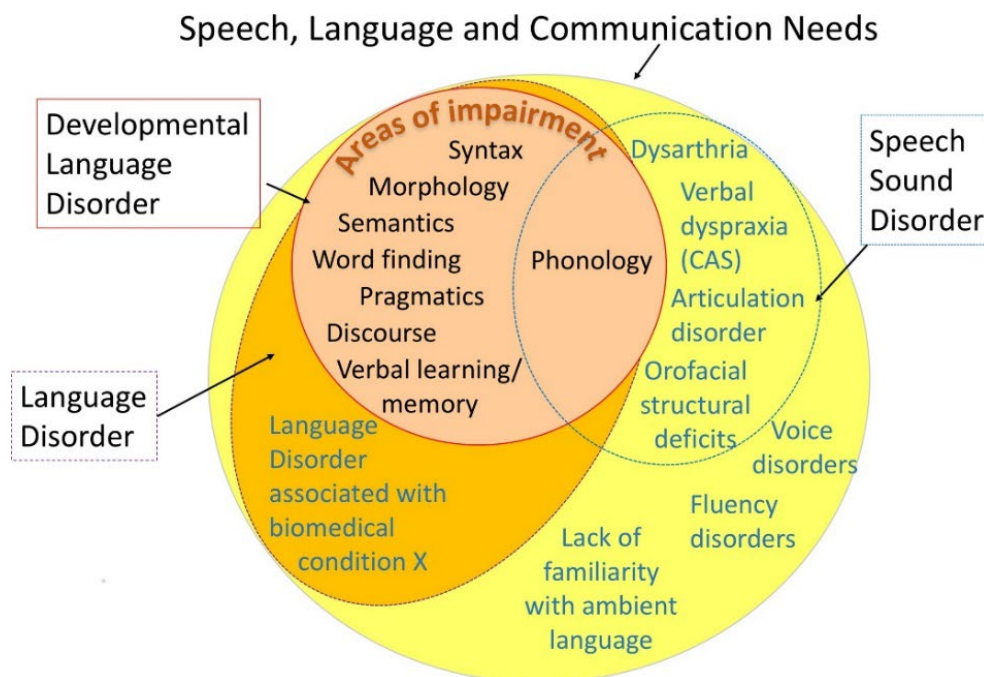 Speech, Language and Communication Needs
Developmental
Language
Disorder
Areas of impairment
Syntax
Morphology
Semantics
Word finding
Pragmatics
Discourse
Verbal learning/
memory
Phonology
Dysarthria
Verbal
dyspraxia
(CAS)
Articulation
disorder
Orofacial
structural
deficits
Speech
Sound
Disorder
Language
Disorder
Language
Disorder
associated with
biomedical
condition X
Voice
disorders
Fluency
disorders
Lack of
familiarity
with ambient
language